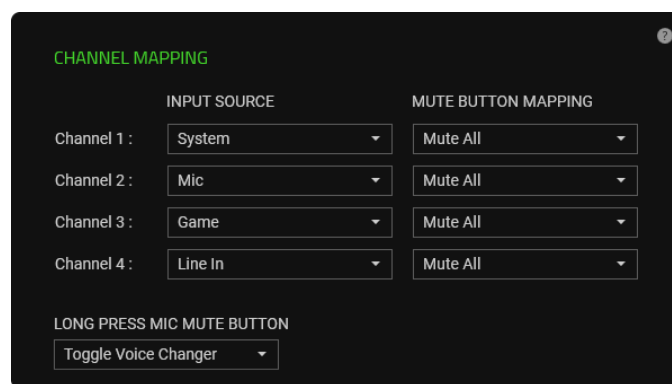 ?
CHANNEL MAPPING
INPUT SOURCE MUTE BUTTON MAPPING
Channel 1 : System Mute All
Channel 2 : Mic Mute All
Channel 3 : Game Mute All
Channel 4 : Line In Mute All
LONG PRESS MIC MUTE BUTTON
Toggle Voice Changer